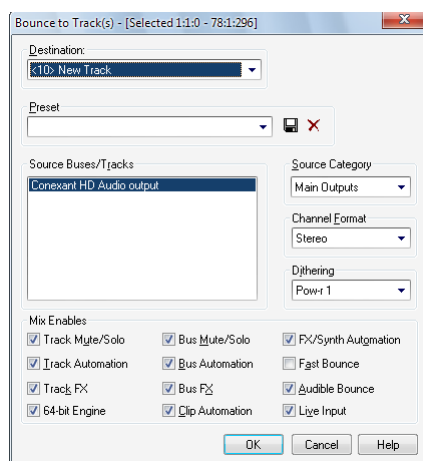 Bounce to Track(s) - [Selected 1:1:0 - 78:1:296]
Destination:
<10> New Track
Preset
Source Buses/Tracks
Conexant HD Audio output
Source Category
Main Outputs
Channel Format
Stereo
Dithering
Pow-r 1
Mix Enables
Track Mute/Solo
Bus Mute/Solo
FX/Synth Automation
Track Automation
Bus Automation
Fast Bounce
Track FX
Bus FX
Audible Bounce
64-bit Engine
Clip Automation
Live Input
OK
Cancel
Help